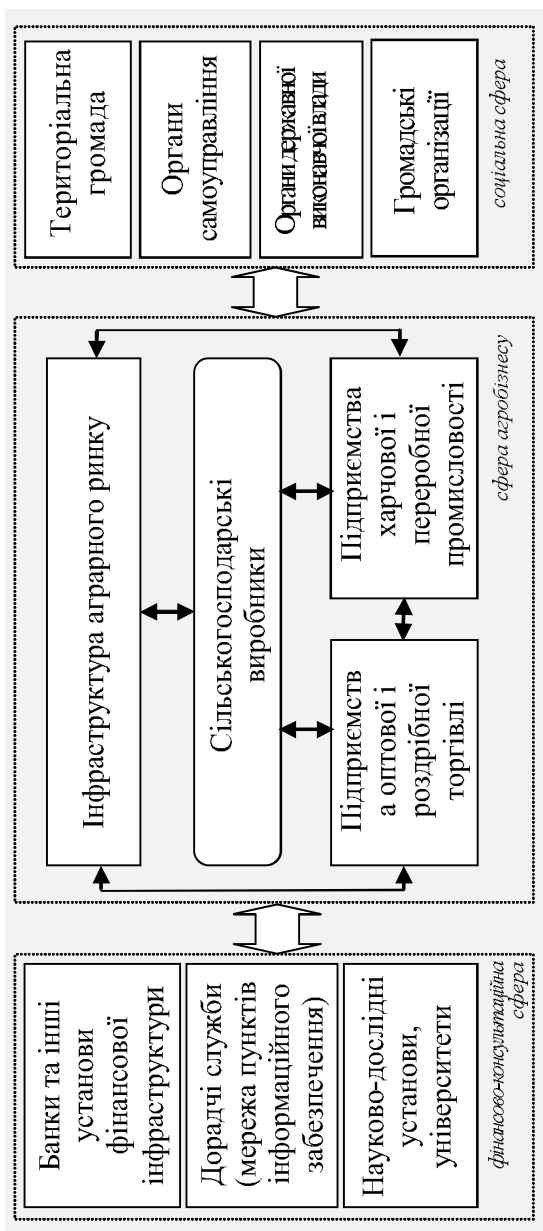 Банки та інші
установи
фінансової
інфраструктури
Дорадчі служби
(мережа пунктів
інформаційного
забезпечення)
Науково-дослідні
установи,
університети
фінансово-консультаційна
сфера
Інфраструктура аграрного ринку
Сільськогосподарські
виробники
Підприємств
а оптової і
роздрібної
торгівлі
Підприємства
харчової і
переробної
промисловості
сфера агробізнесу
Територіальна
громада
Органи
самоуправління
Органи державної
виконавчої влади
Громадські
організації
соціальна сфера